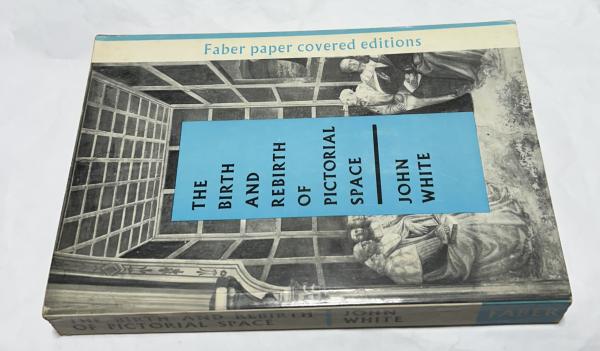 Faber paper covered editions
THE
BIRTH
AND
REBIRTH
OF
PICTORIAL
SPACE
JOHN
WHITE
THE BIRTH AND REBIRTH
OF PICTORIAL SPACE
JOHN
WHITE
FABER